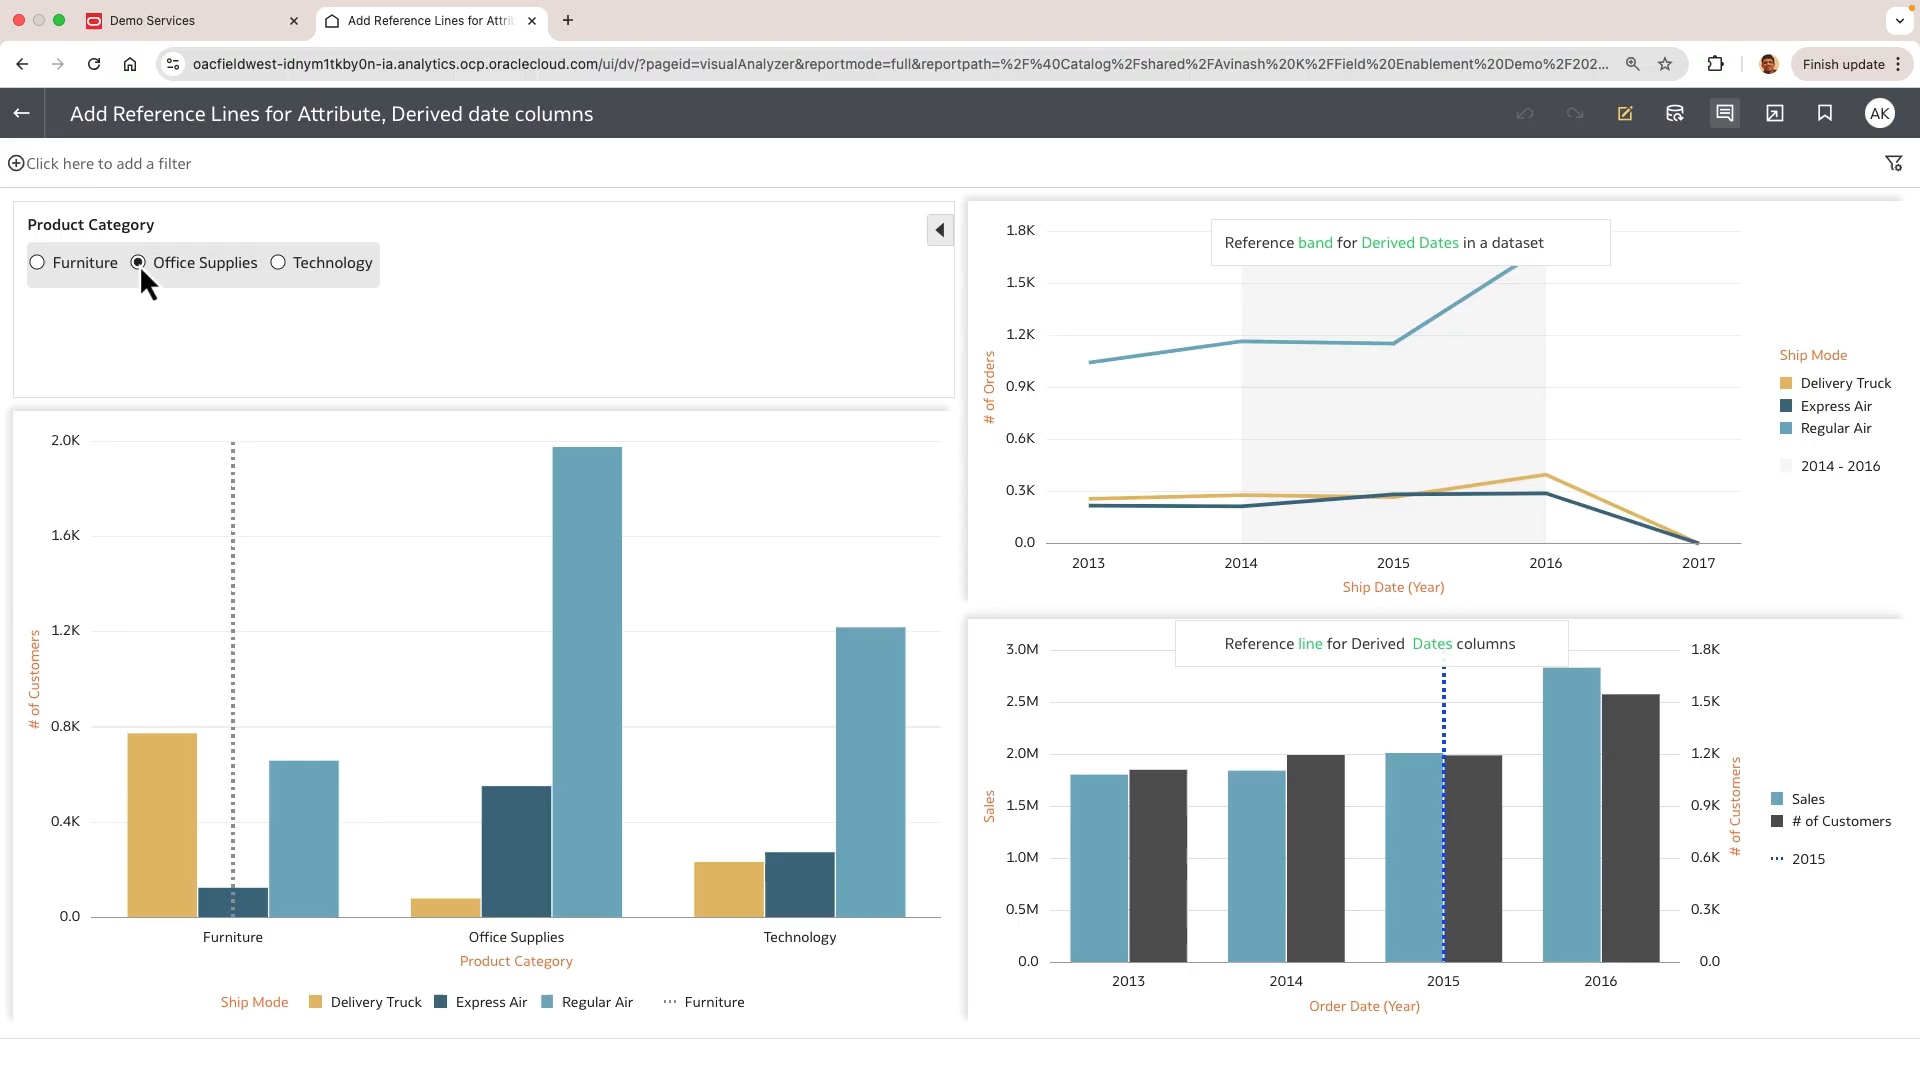 Demo Services
Add Reference Lines for Attri
oacfieldwest-idnym1tkby0n-ia.analytics.ocp.oraclecloud.com/ui/dv/?pageid=visualAnalyzer&reportmode=full&reportpath=%2F%40Catalog%2Fshared%2FAvinash%20K%2FField%20Enablement%20Demo%2F202...
Finish update
Add Reference Lines for Attribute, Derived date columns
AK
Click here to add a filter
Product Category
Furniture Office Supplies Technology
2.0K
1.6K
1.2K
0.8K
0.4K
0.0
# of Customers
Furniture Office Supplies Technology
Product Category
Ship Mode Delivery Truck Express Air Regular Air Furniture
Reference band for Derived Dates in a dataset
1.8K
1.5K
1.2K
0.9K
0.6K
0.3K
0.0
# of Orders
2013 2014 2015 2016 2017
Ship Date (Year)
Ship Mode
Delivery Truck
Express Air
Regular Air
2014 - 2016
Reference line for Derived Dates columns
3.0M
2.5M
2.0M
1.5M
1.0M
0.5M
0.0
Sales
1.8K
1.5K
1.2K
0.9K
0.6K
0.3K
0.0
# of Customers
2013 2014 2015 2016
Order Date (Year)
Sales
# of Customers
2015